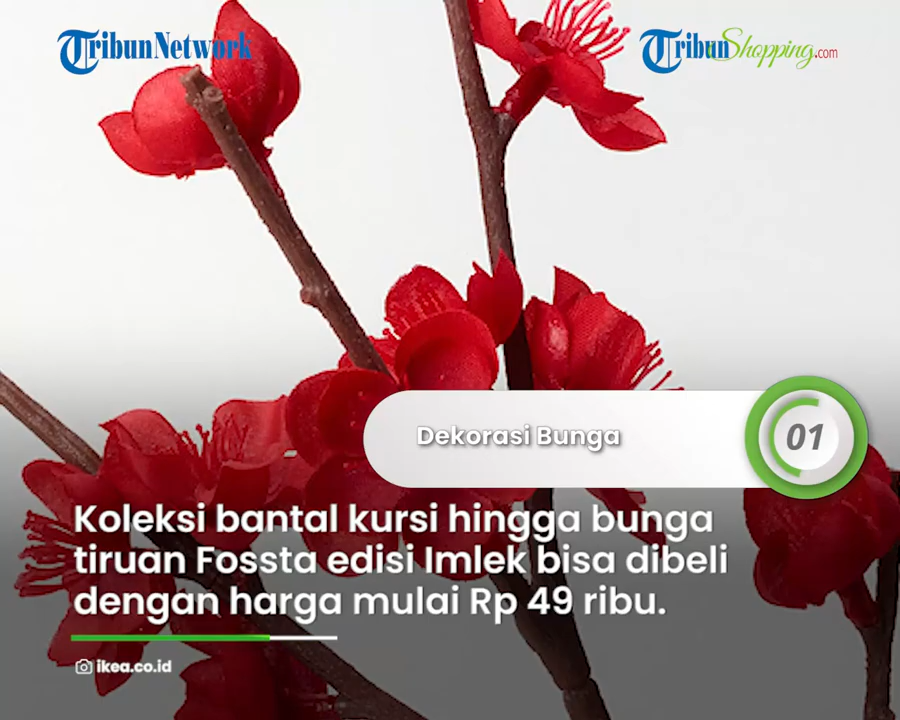 TribunNetwork
TribunShopping.com
Dekorasi Bunga
01
Koleksi bantal kursi hingga bunga
tiruan Fossta edisi Imlek bisa dibeli
dengan harga mulai Rp 49 ribu.
ikea.co.id